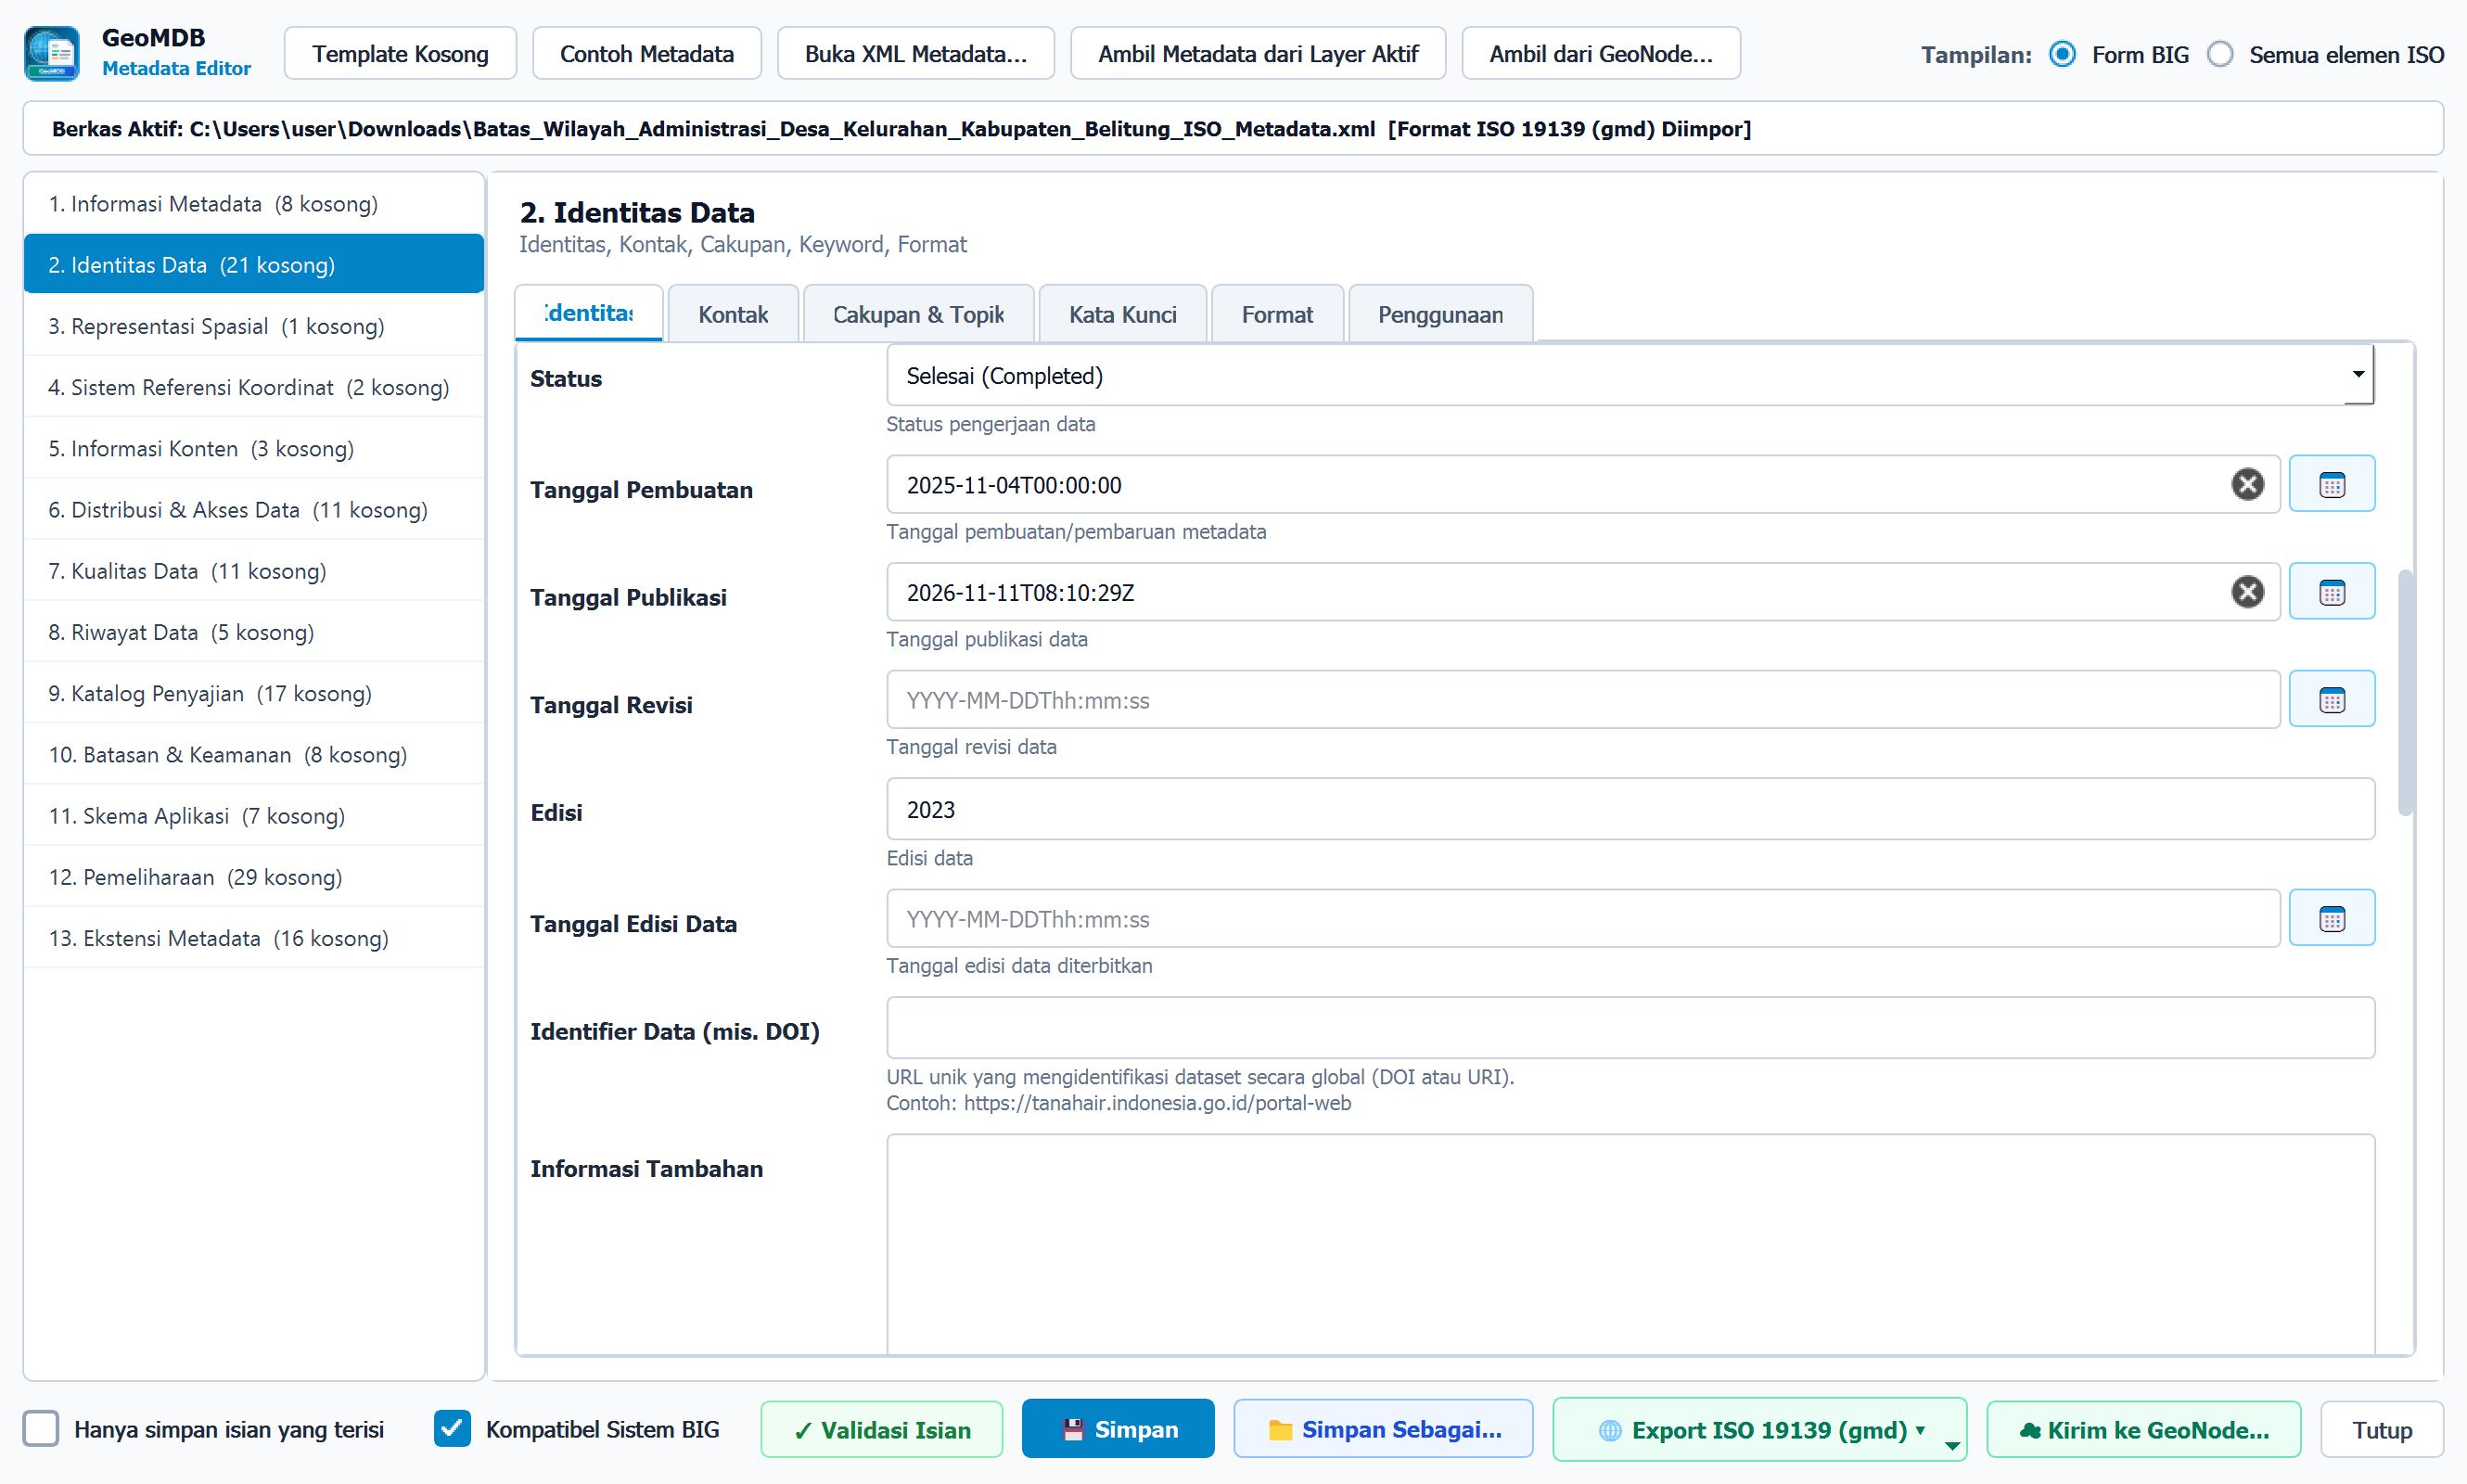 GeoMDB
Metadata Editor
Template Kosong
Contoh Metadata
Buka XML Metadata...
Ambil Metadata dari Layer Aktif
Ambil dari GeoNode...
Tampilan:
Form BIG
Semua elemen ISO
Berkas Aktif: C:\Users\user\Downloads\Batas_Wilayah_Administrasi_Desa_Kelurahan_Kabupaten_Belitung_ISO_Metadata.xml [Format ISO 19139 (gmd) Diimpor]
1. Informasi Metadata (8 kosong)
2. Identitas Data (21 kosong)
3. Representasi Spasial (1 kosong)
4. Sistem Referensi Koordinat (2 kosong)
5. Informasi Konten (3 kosong)
6. Distribusi & Akses Data (11 kosong)
7. Kualitas Data (11 kosong)
8. Riwayat Data (5 kosong)
9. Katalog Penyajian (17 kosong)
10. Batasan & Keamanan (8 kosong)
11. Skema Aplikasi (7 kosong)
12. Pemeliharaan (29 kosong)
13. Ekstensi Metadata (16 kosong)
2. Identitas Data
Identitas, Kontak, Cakupan, Keyword, Format
Identitas
Kontak
Cakupan & Topik
Kata Kunci
Format
Penggunaan
Status
Selesai (Completed)
Status pengerjaan data
Tanggal Pembuatan
2025-11-04T00:00:00
Tanggal pembuatan/pembaruan metadata
Tanggal Publikasi
2026-11-11T08:10:29Z
Tanggal publikasi data
Tanggal Revisi
YYYY-MM-DDThh:mm:ss
Tanggal revisi data
Edisi
2023
Edisi data
Tanggal Edisi Data
YYYY-MM-DDThh:mm:ss
Tanggal edisi data diterbitkan
Identifier Data (mis. DOI)
URL unik yang mengidentifikasi dataset secara global (DOI atau URI).
Contoh: https://tanahair.indonesia.go.id/portal-web
Informasi Tambahan
Hanya simpan isian yang terisi
Kompatibel Sistem BIG
✓ Validasi Isian
Simpan
Simpan Sebagai...
Export ISO 19139 (gmd) ▾
Kirim ke GeoNode...
Tutup